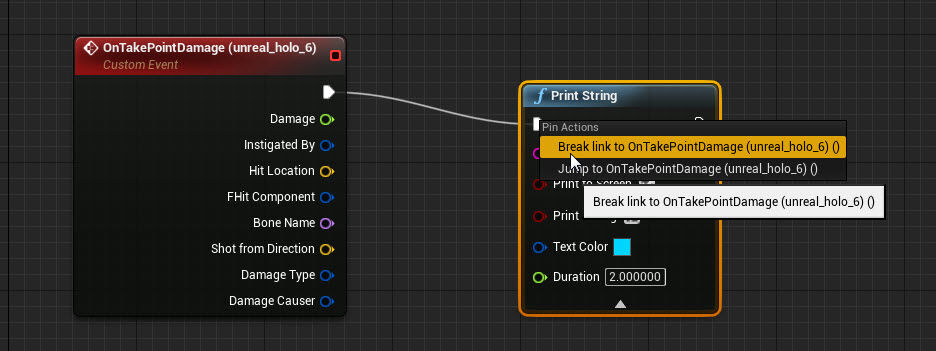 OnTakePointDamage (unreal_holo_6)
Custom Event
Damage
Instigated By
Hit Location
FHit Component
Bone Name
Shot from Direction
Damage Type
Damage Causer
Print String
Pin Actions
Break link to OnTakePointDamage (unreal_holo_6) ()
Jump to OnTakePointDamage (unreal_holo_6) ()
Print to Screen
Break link to OnTakePointDamage (unreal_holo_6) ()
Print
Text Color
Duration 2.000000